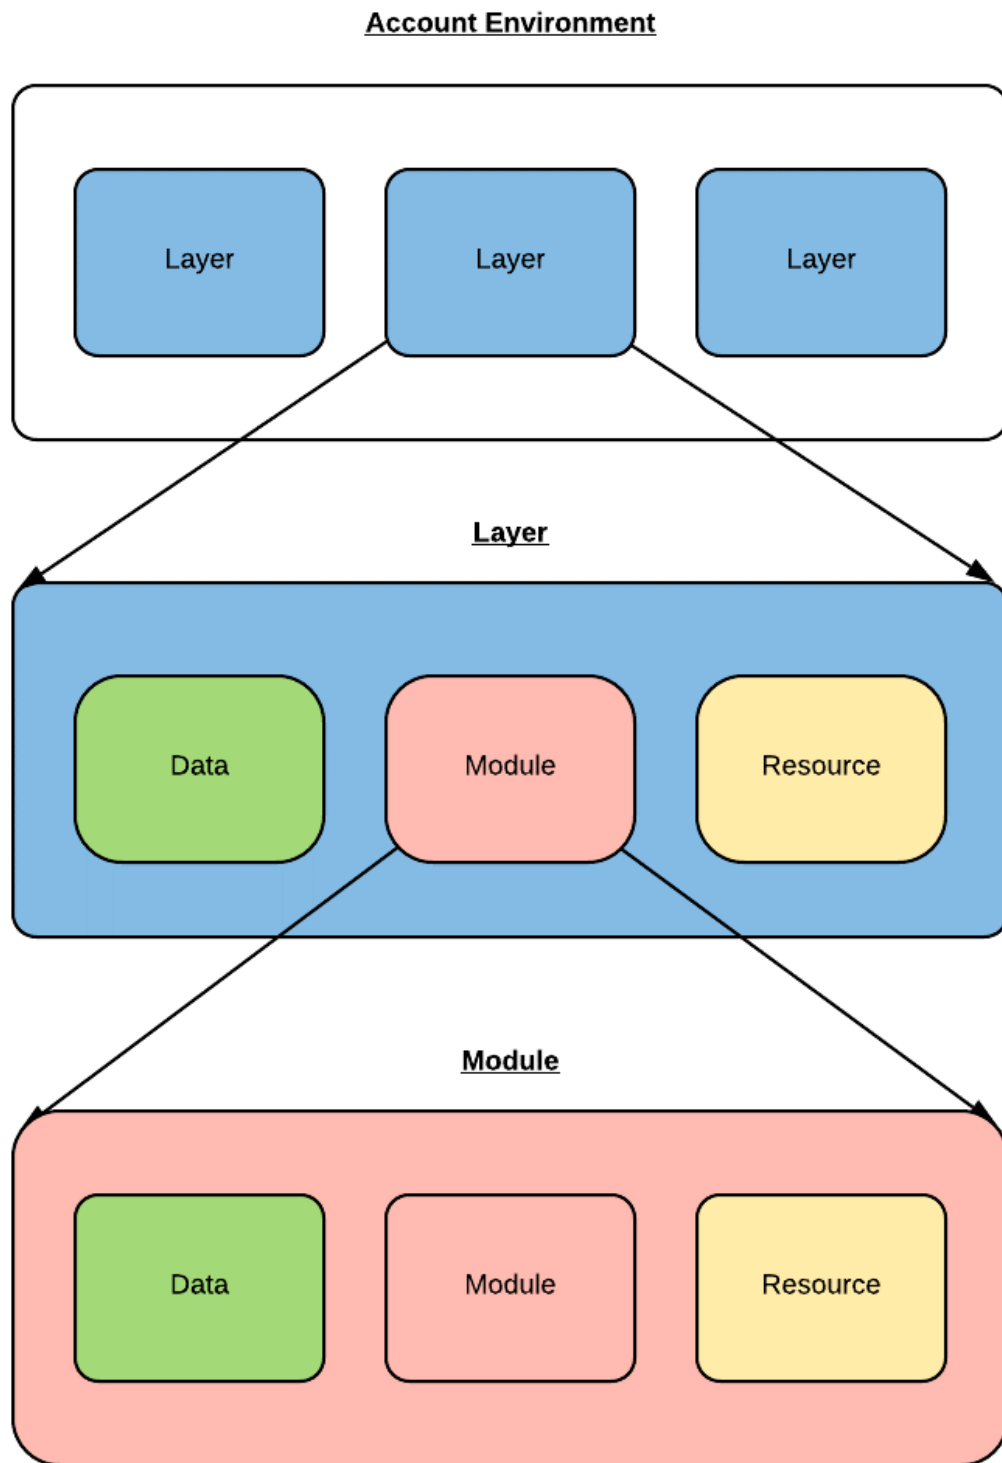 Account Environment
Layer
Layer
Layer
Layer
Data
Module
Resource
Module
Data
Module
Resource